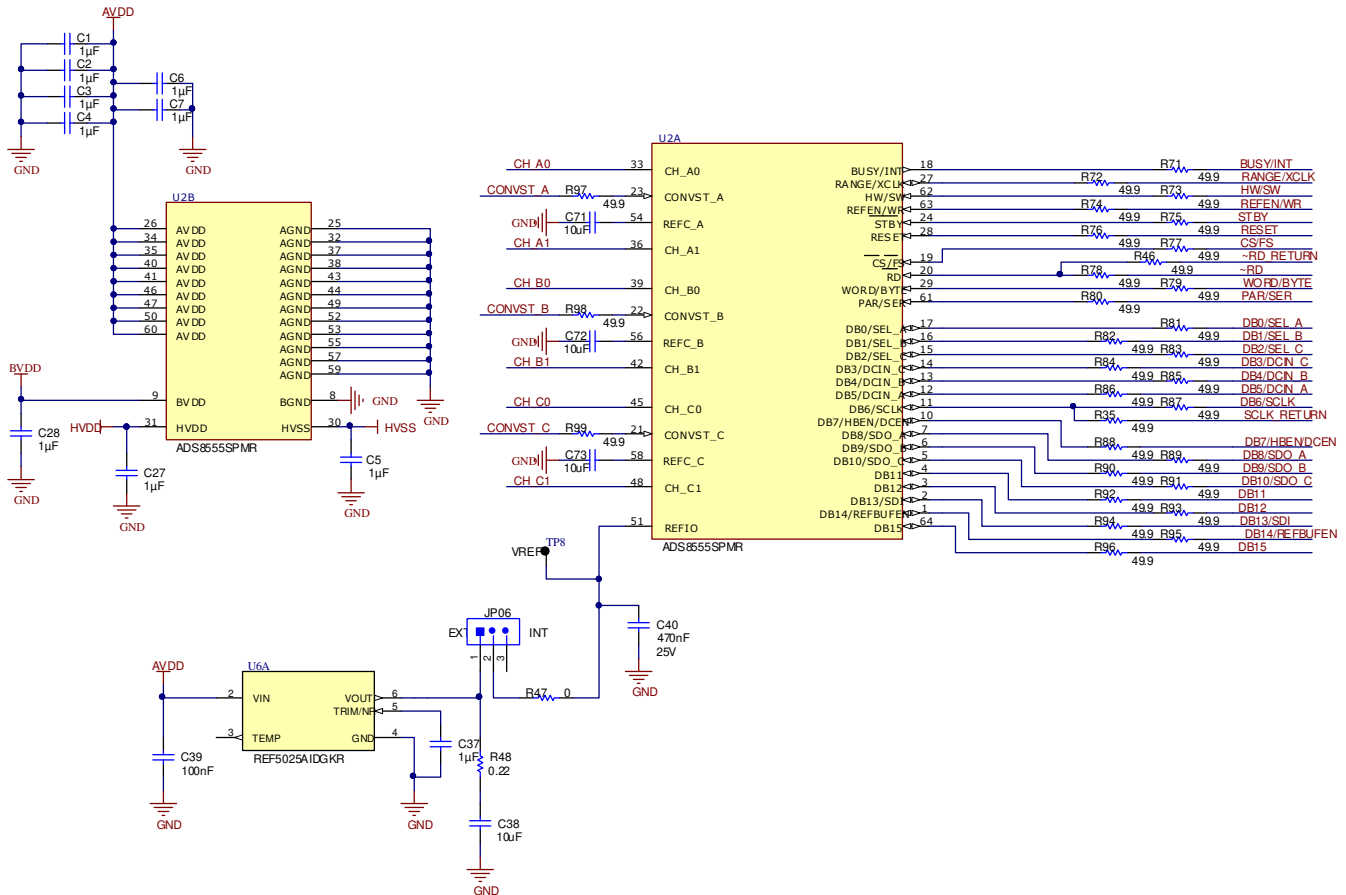 AVDD
C1
1µF
C2
1µF
C3
1µF
C4
1µF
C6
1µF
C7
1µF
GND
GND
U2B
26 AVDD AGND 25
34 AVDD AGND 32
35 AVDD AGND 37
40 AVDD AGND 38
41 AVDD AGND 43
46 AVDD AGND 44
47 AVDD AGND 49
50 AVDD AGND 52
60 AVDD AGND 53
AGND 55
AGND 57
AGND 59
BVDD
9 BVDD BGND 8 GND
GND
HVDD 31 HVDD HVSS 30 HVSS
ADS8555SPMR
C28
1µF
GND
C27
1µF
GND
C5
1µF
GND
U2A
CH_A0 33 CH_A0
CONVST_A R97 49.9 23 CONVST_A
GND C71 10uF 54 REFC_A
CH_A1 36 CH_A1
CH_B0 39 CH_B0
CONVST_B R98 49.9 22 CONVST_B
GND C72 10uF 56 REFC_B
CH_B1 42 CH_B1
CH_C0 45 CH_C0
CONVST_C R99 49.9 21 CONVST_C
GND C73 10uF 58 REFC_C
CH_C1 48 CH_C1
51 REFIO
BUSY/INT 18 R71 49.9 BUSY/INT
RANGE/XCLK 27 R72 49.9 RANGE/XCLK
HW/SW 62 R73 49.9 HW/SW
REFEN/WR 63 R74 49.9 REFEN/WR
STBY 24 R75 49.9 STBY
RESET 28 R76 49.9 RESET
CS/FS 19 R77 49.9 CS/FS
R46 49.9 ~RD_RETURN
RD 20 R78 49.9 ~RD
WORD/BYTE 29 R79 49.9 WORD/BYTE
PAR/SER 61 R80 49.9 PAR/SER
DB0/SEL_A 17 R81 49.9 DB0/SEL_A
DB1/SEL_B 16 R82 49.9 DB1/SEL_B
DB2/SEL_C 15 R83 49.9 DB2/SEL_C
DB3/DCIN_C 14 R84 49.9 DB3/DCIN_C
DB4/DCIN_B 13 R85 49.9 DB4/DCIN_B
DB5/DCIN_A 12 R86 49.9 DB5/DCIN_A
DB6/SCLK 11 R87 49.9 DB6/SCLK
R35 49.9 SCLK_RETURN
DB7/HBEN/DCEN 10 R88 49.9 DB7/HBEN/DCEN
DB8/SDO_A 7 R89 49.9 DB8/SDO_A
DB9/SDO_B 6 R90 49.9 DB9/SDO_B
DB10/SDO_C 5 R91 49.9 DB10/SDO_C
DB11 4 R92 49.9 DB11
DB12 3 R93 49.9 DB12
DB13/SDI 2 R94 49.9 DB13/SDI
DB14/REFBUFEN 1 R95 49.9 DB14/REFBUFEN
DB15 64 R96 49.9 DB15
ADS8555SPMR
VREF TP8
JP06
EXT INT
1 2 3
C40
470nF
25V
GND
R47 0
AVDD
U6A
2 VIN VOUT 6
TRIM/NR 5
3 TEMP GND 4
REF5025AIDGKR
C39
100nF
GND
C37
1µF
GND
R48
0.22
C38
10uF
GND